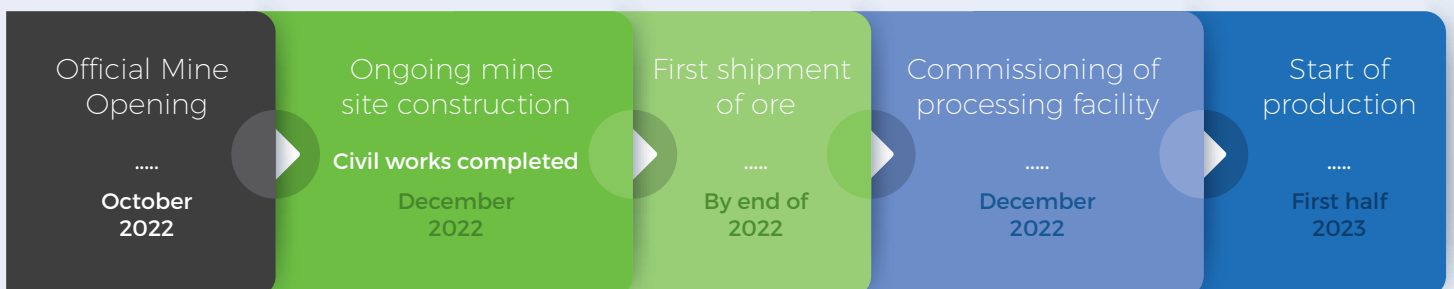 Official Mine
Opening
.....
October
2022
Ongoing mine
site construction
Civil works completed
December
2022
First shipment
of ore
.....
By end of
2022
Commissioning of
processing facility
.....
December
2022
Start of
production
.....
First half
2023